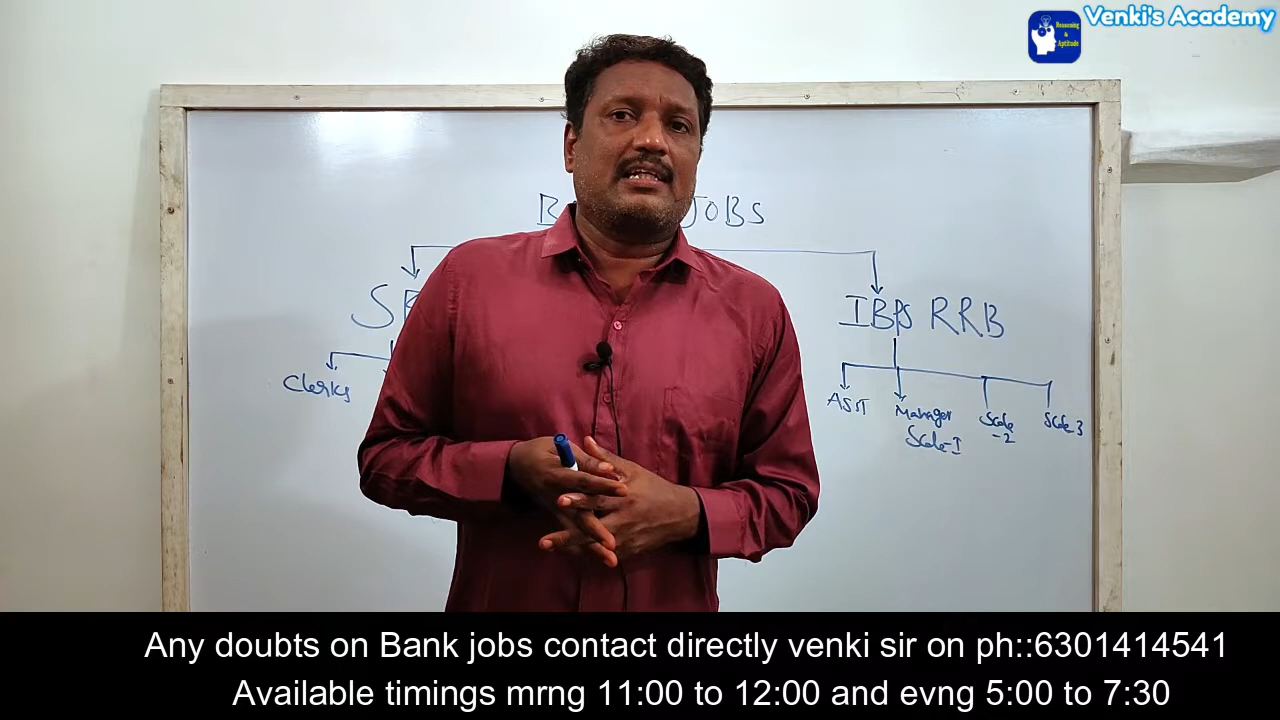 Venki's Academy
Reasoning
&
Aptitude
JOBS
IBPS RRB
Clerks
ASST
Manager
Scale-I
Scale
-2
Scale-3
Any doubts on Bank jobs contact directly venki sir on ph::6301414541
Available timings mrng 11:00 to 12:00 and evng 5:00 to 7:30